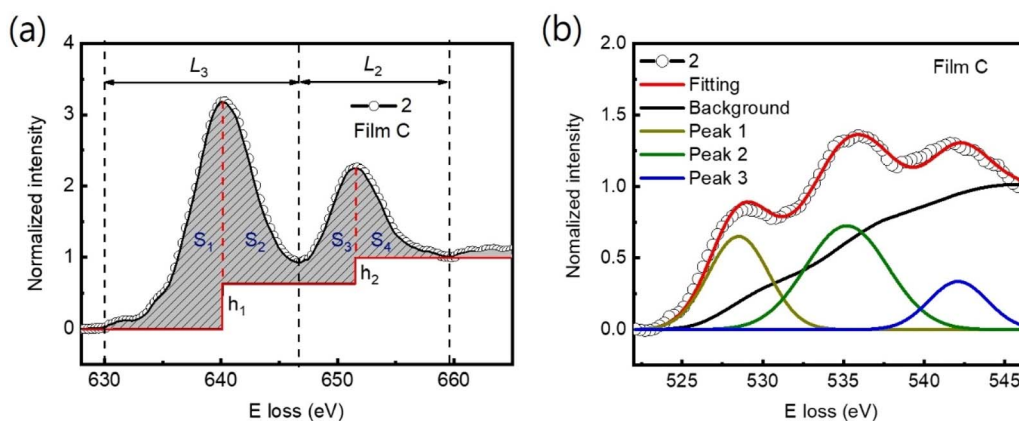 (a)
4
3
2
1
0
Normalized intensity
L3
L2
2
Film C
S1
S2
S3
S4
h1
h2
630
640
650
660
E loss (eV)
(b)
2.0
1.5
1.0
0.5
0.0
Normalized intensity
2
Fitting
Background
Peak 1
Peak 2
Peak 3
Film C
525
530
535
540
545
E loss (eV)